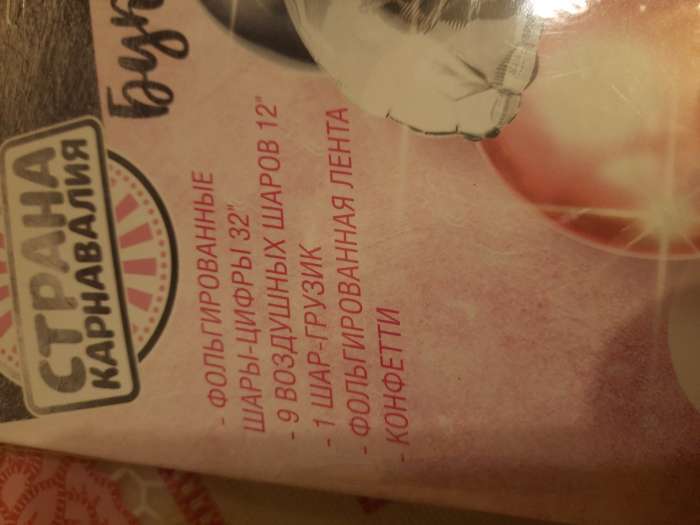 СТРАНА
КАРНАВАЛИЯ
- ФОЛЬГИРОВАННЫЕ
ШАРЫ-ЦИФРЫ 32"
- 9 ВОЗДУШНЫХ ШАРОВ 12"
- 1 ШАР-ГРУЗИК
- ФОЛЬГИРОВАННАЯ ЛЕНТА
- КОНФЕТТИ